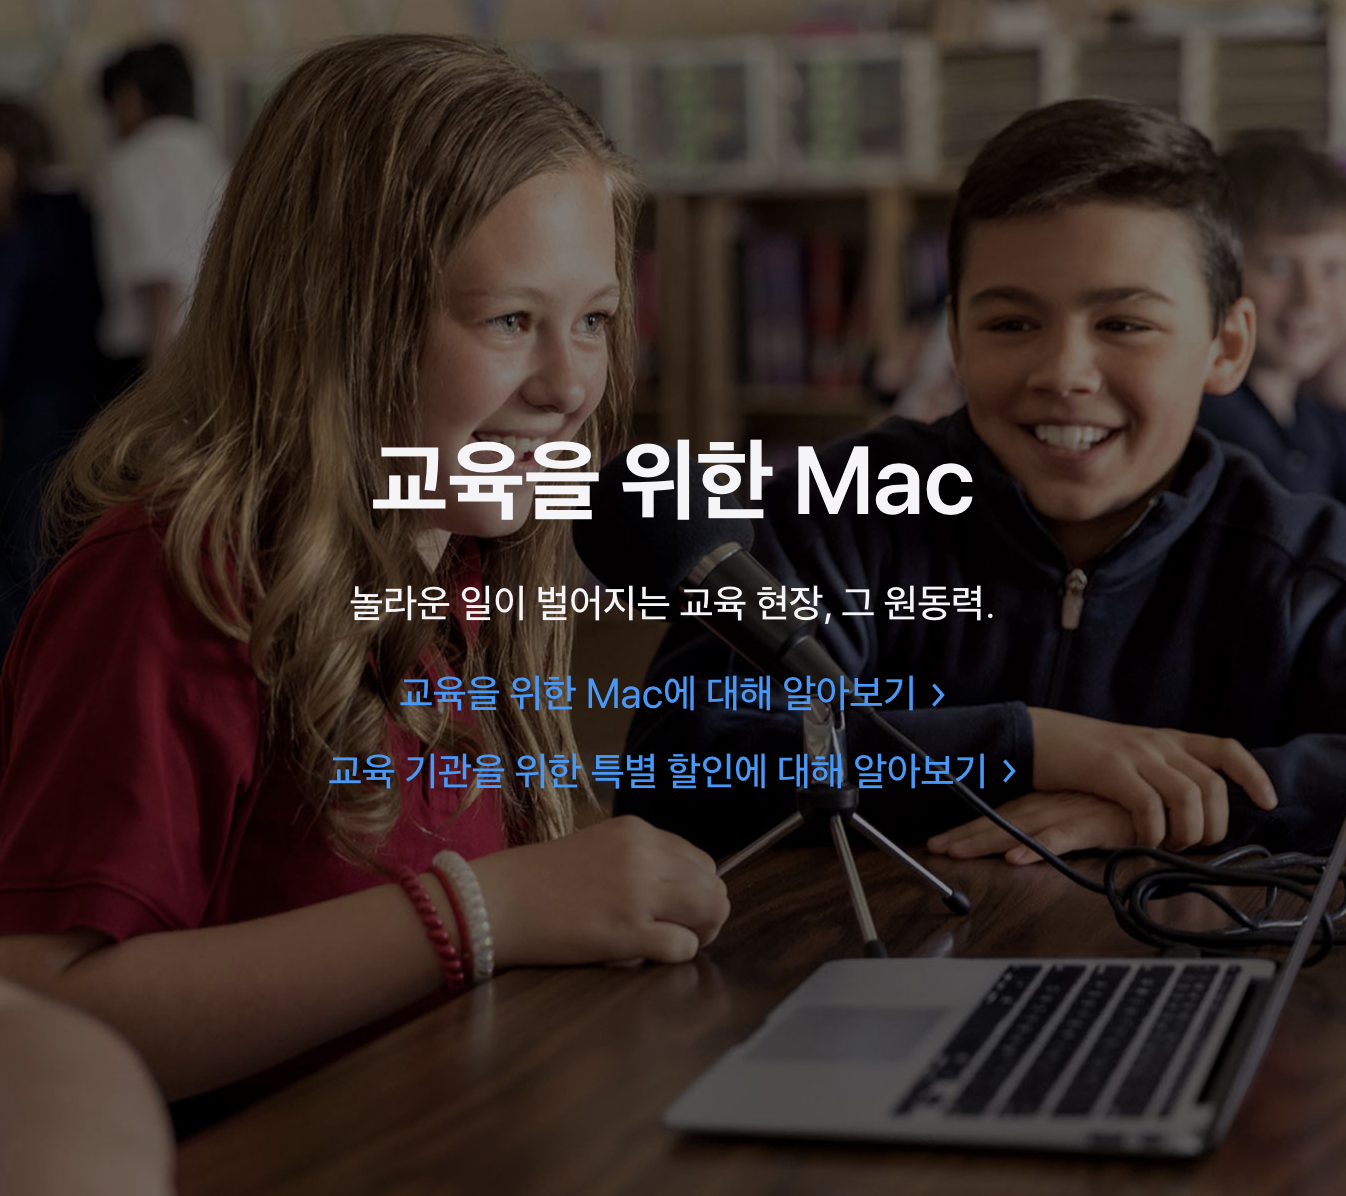 교육을 위한 Mac
놀라운 일이 벌어지는 교육 현장, 그 원동력.
교육을 위한 Mac에 대해 알아보기 >
교육 기관을 위한 특별 할인에 대해 알아보기 >